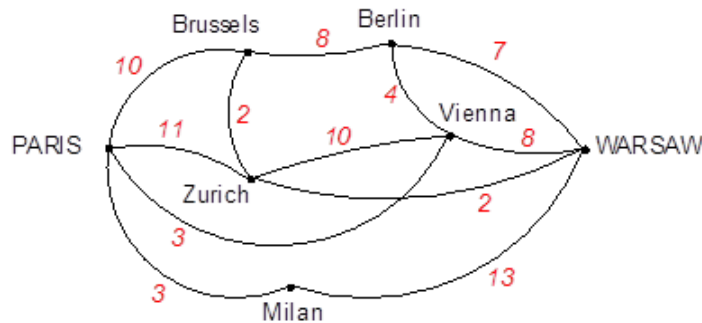 Brussels
Berlin
8
7
10
4
2
Vienna
PARIS
11
10
8
WARSAW
Zurich
2
3
13
3
Milan